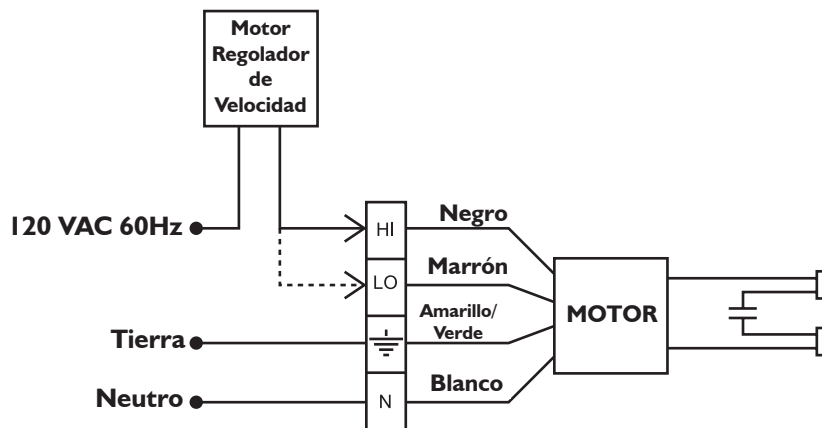 Motor
Regolador
de
Velocidad
120 VAC 60Hz
HI
Negro
LO
Marrón
Amarillo/
Verde
MOTOR
Tierra
Neutro
N
Blanco